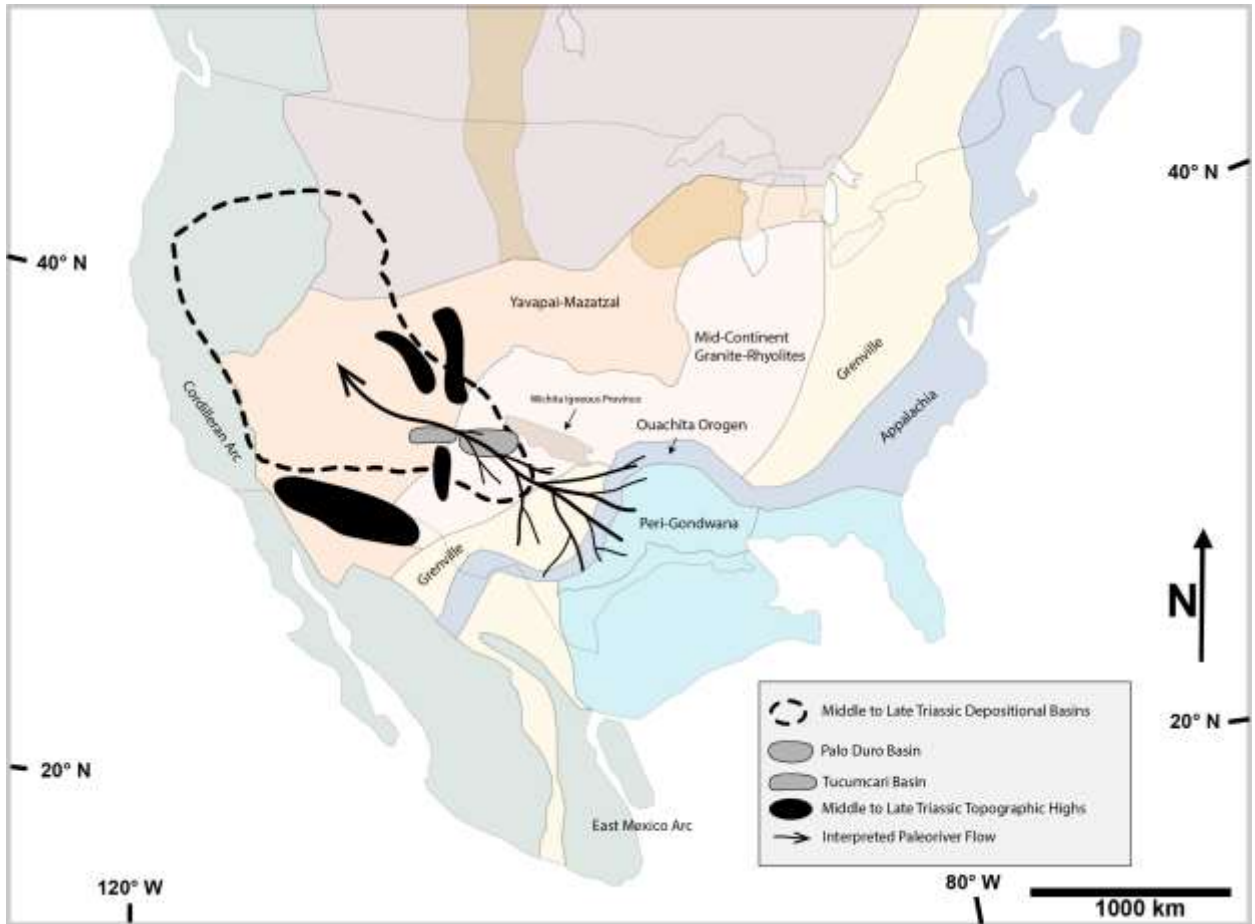 40° N
40° N
Yavapai-Mazatzal
Mid-Continent
Granite-Rhyolites
Grenville
Wichita Igneous Province
Ouachita Orogen
Appalachia
Cordilleran Arc
Peri-Gondwana
Grenville
N
Middle to Late Triassic Depositional Basins
Palo Duro Basin
Tucumcari Basin
Middle to Late Triassic Topographic Highs
Interpreted Paleoriver Flow
20° N
20° N
East Mexico Arc
120° W
80° W
1000 km